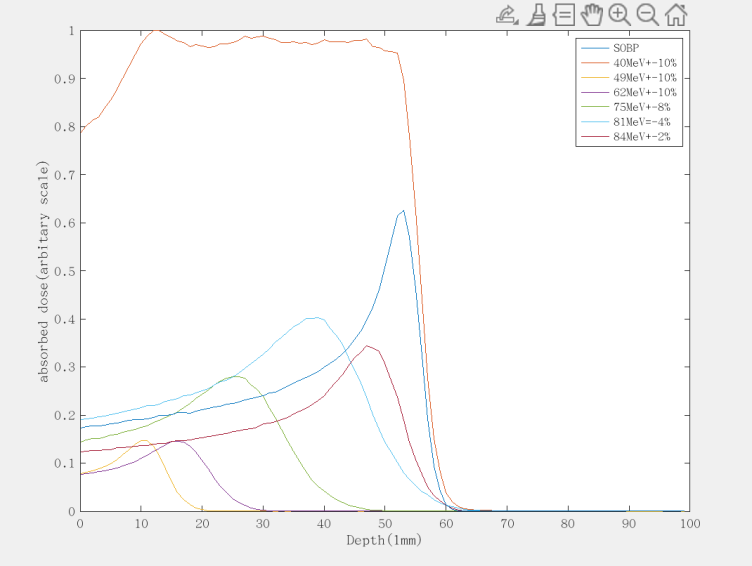 1
0.9
0.8
0.7
0.6
0.5
0.4
0.3
0.2
0.1
0
absorbed dose(arbitary scale)
SOBP
40MeV+-10%
49MeV+-10%
62MeV+-10%
75MeV+-8%
81MeV=-4%
84MeV+-2%
0 10 20 30 40 50 60 70 80 90 100
Depth(1mm)